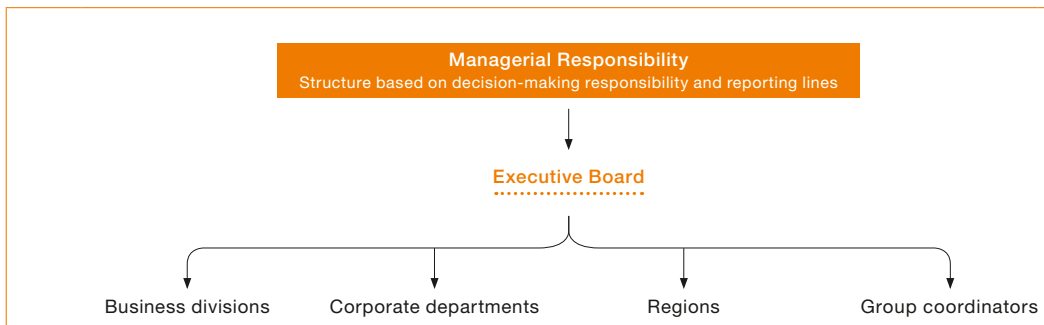 Managerial Responsibility
Structure based on decision-making responsibility and reporting lines
Executive Board
Business divisions
Corporate departments
Regions
Group coordinators